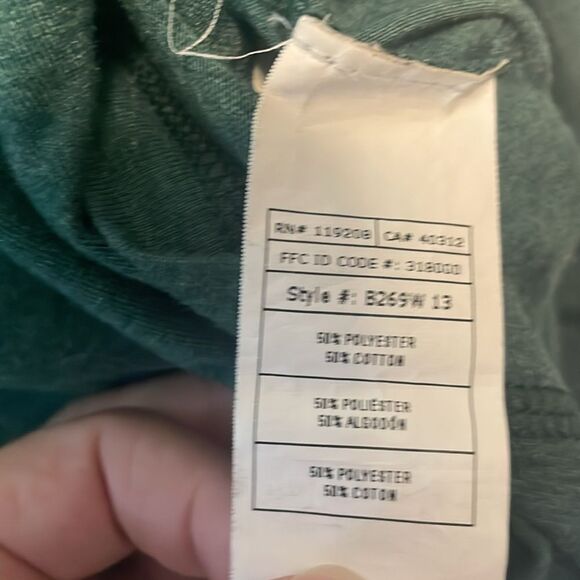 RN# 119208 CA# 40312
FFC ID CODE #: 318000
Style #: B269W 13
50% POLYESTER
50% COTTON
50% POLIÉSTER
50% ALGODÓN
50% POLYESTER
50% COTON